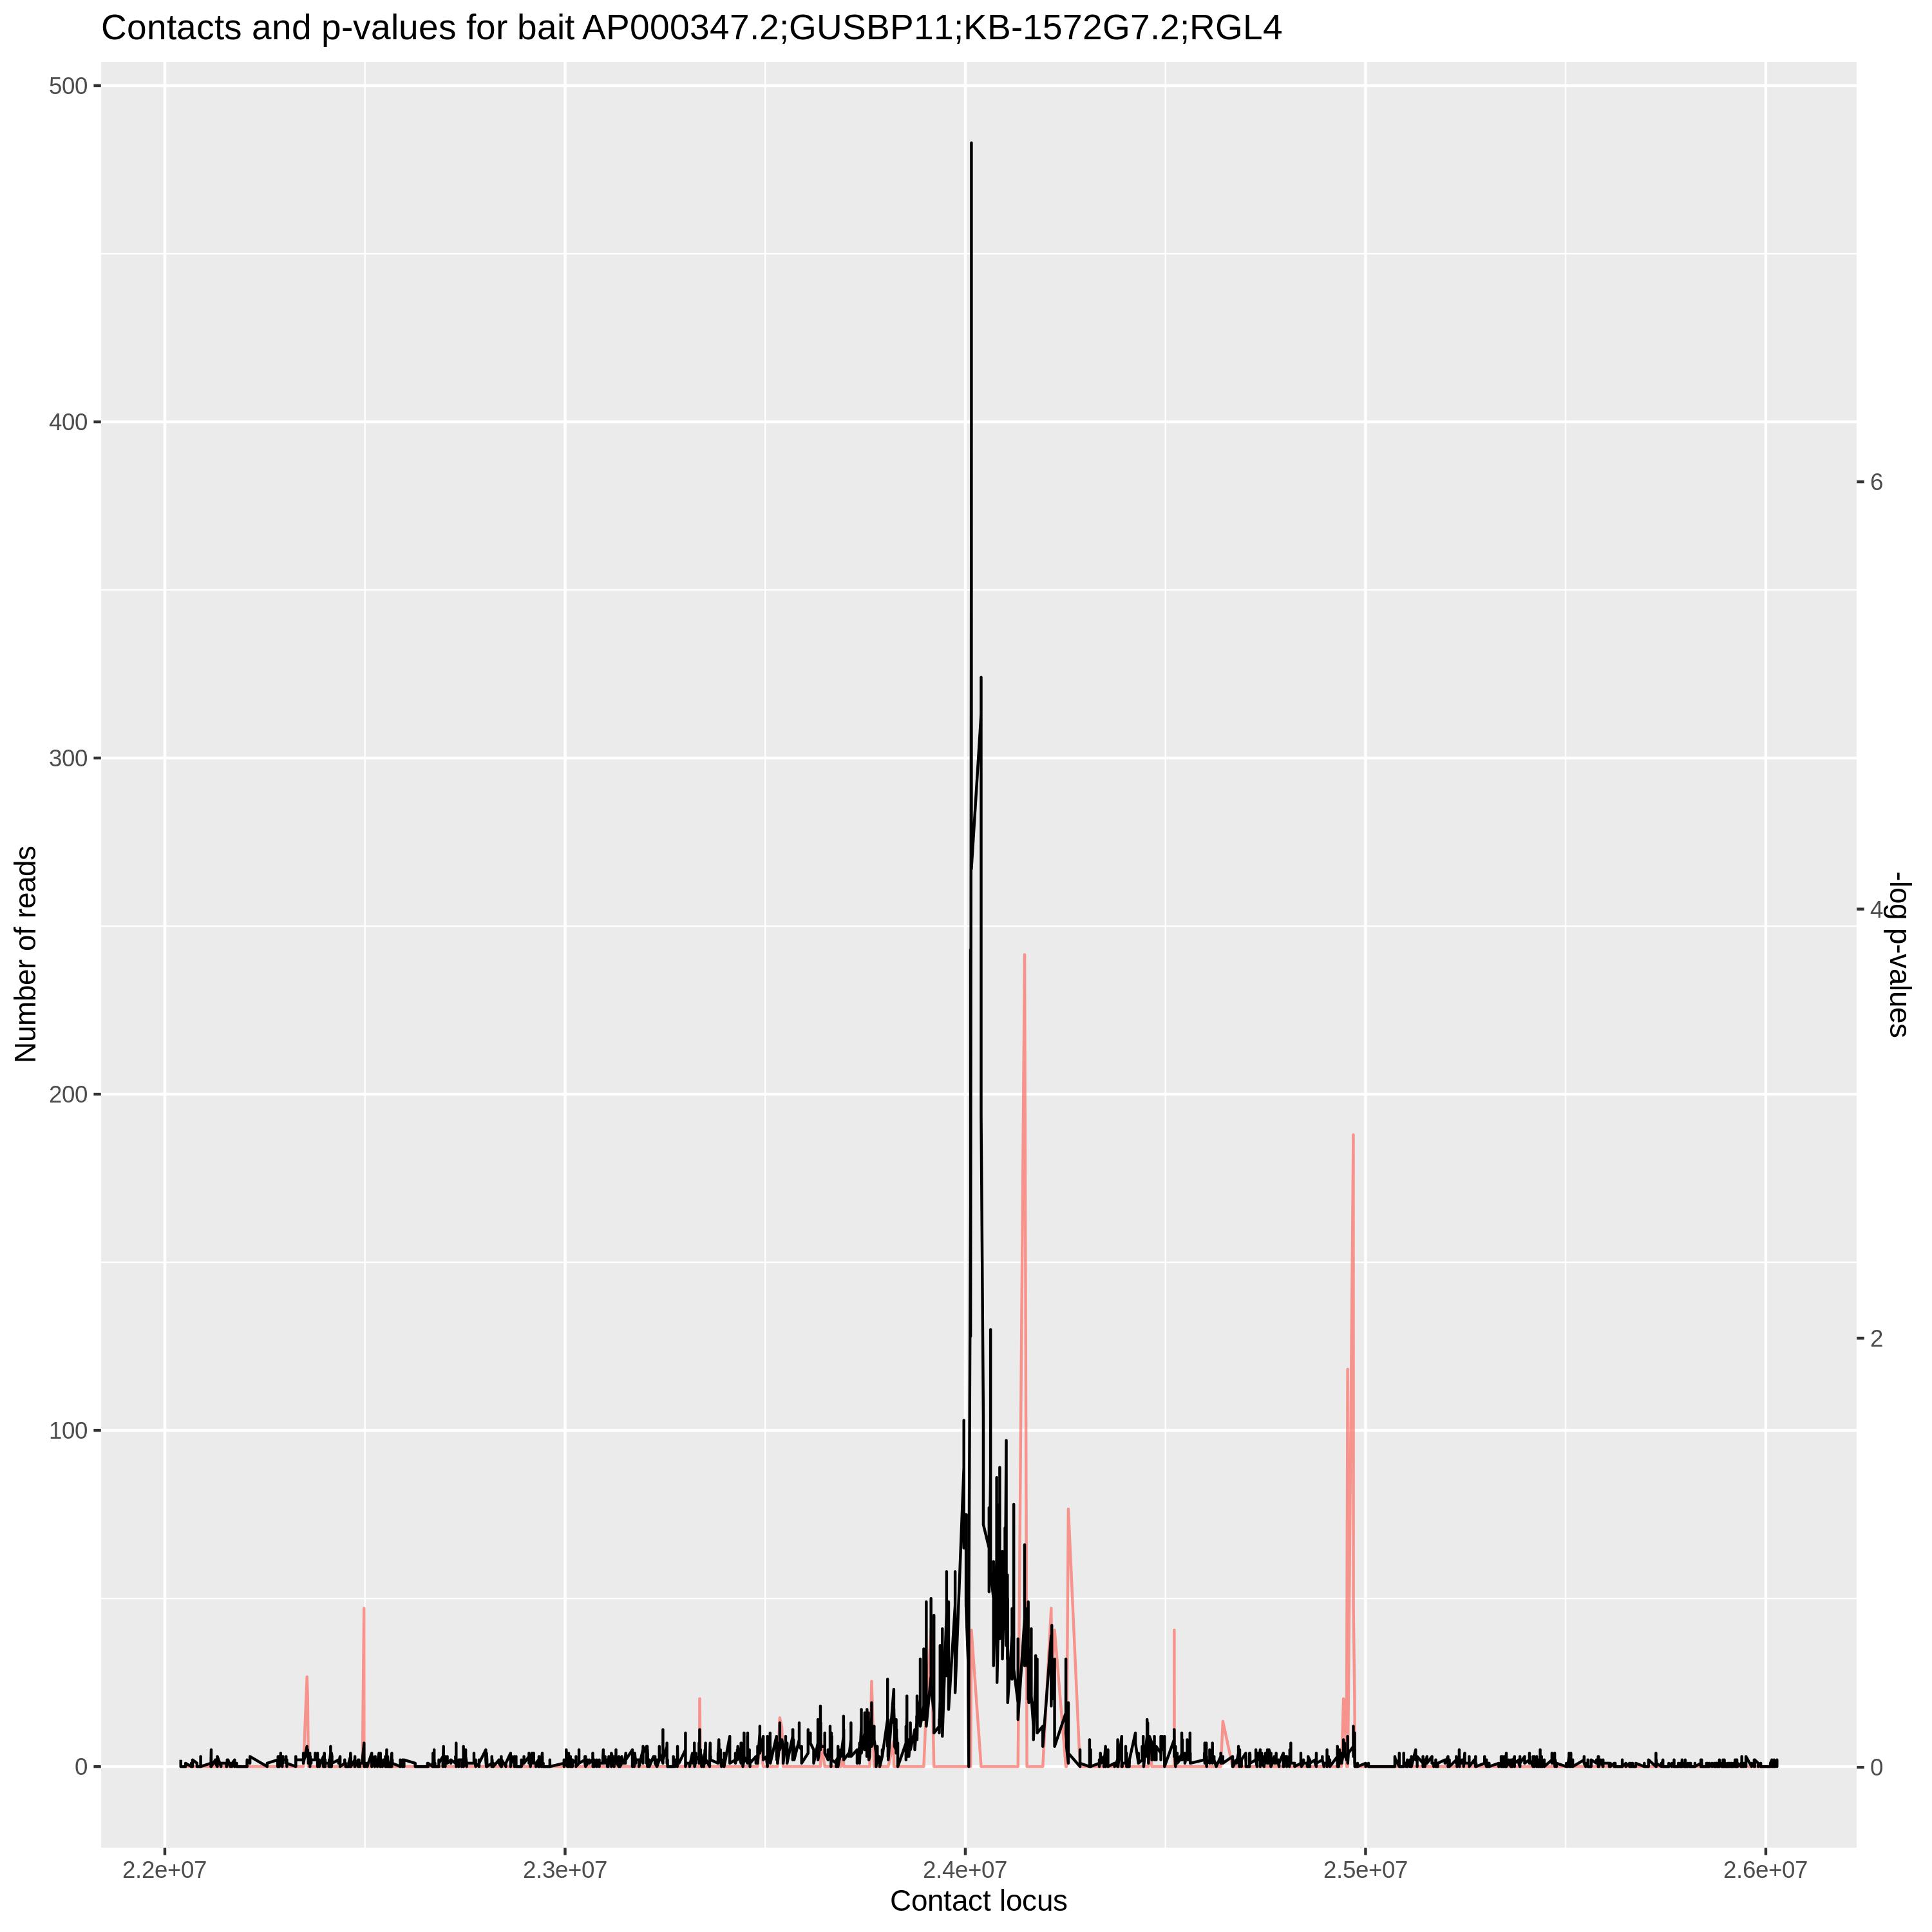 Contacts and p-values for bait AP000347.2;GUSBP11;KB-1572G7.2;RGL4
500
400
300
200
100
0
Number of reads
6
4
2
0
-log p-values
2.2e+07
2.3e+07
2.4e+07
2.5e+07
2.6e+07
Contact locus